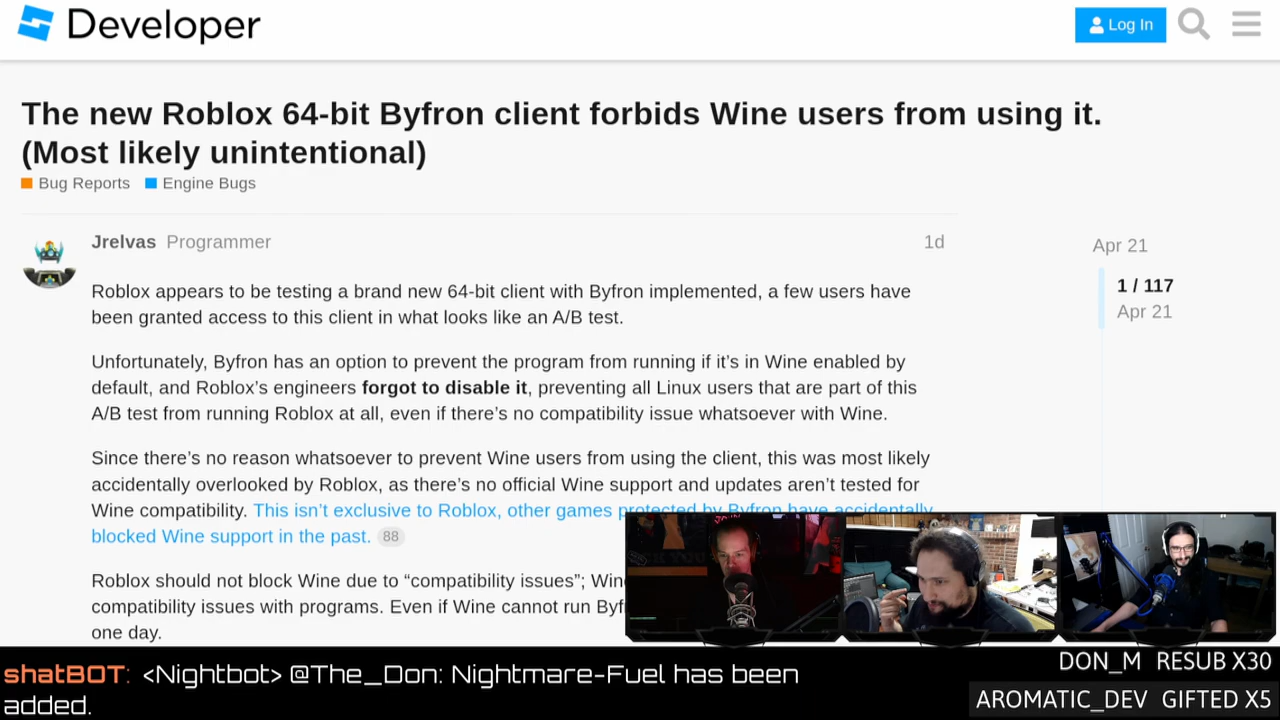 Developer
Log In
The new Roblox 64-bit Byfron client forbids Wine users from using it.
(Most likely unintentional)
Bug Reports Engine Bugs
Jrelvas Programmer 1d
Apr 21
1 / 117
Apr 21
Roblox appears to be testing a brand new 64-bit client with Byfron implemented, a few users have
been granted access to this client in what looks like an A/B test.
Unfortunately, Byfron has an option to prevent the program from running if it's in Wine enabled by
default, and Roblox's engineers forgot to disable it, preventing all Linux users that are part of this
A/B test from running Roblox at all, even if there's no compatibility issue whatsoever with Wine.
Since there's no reason whatsoever to prevent Wine users from using the client, this was most likely
accidentally overlooked by Roblox, as there's no official Wine support and updates aren't tested for
Wine compatibility. This isn't exclusive to Roblox, other games protected by Byfron have accidentally
blocked Wine support in the past. 88
Roblox should not block Wine due to “compatibility issues”;
compatibility issues with programs. Even if Wine cannot run
one day.
shatBOT: <Nightbot> @The_Don: Nightmare-Fuel has been
added.
DON_M RESUB X30
AROMATIC_DEV GIFTED X5